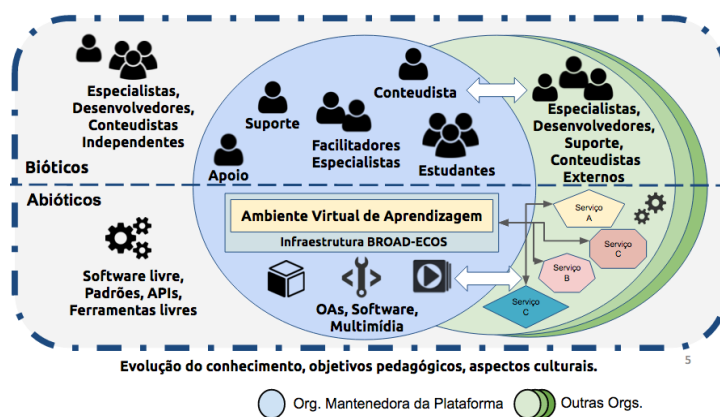 Especialistas,
Desenvolvedores,
Conteudistas
Independentes
Bióticos
Suporte
Apoio
Conteudista
Facilitadores
Especialistas
Estudantes
Especialistas,
Desenvolvedores,
Suporte,
Conteudistas
Externos
Abióticos
Software livre,
Padrões, APIs,
Ferramentas livres
Ambiente Virtual de Aprendizagem
Infraestrutura BROAD-ECOS
OAs, Software,
Multimídia
Serviço
A
Serviço
C
Serviço
B
Serviço
C
Evolução do conhecimento, objetivos pedagógicos, aspectos culturais.
5
Org. Mantenedora da Plataforma
Outras Orgs.